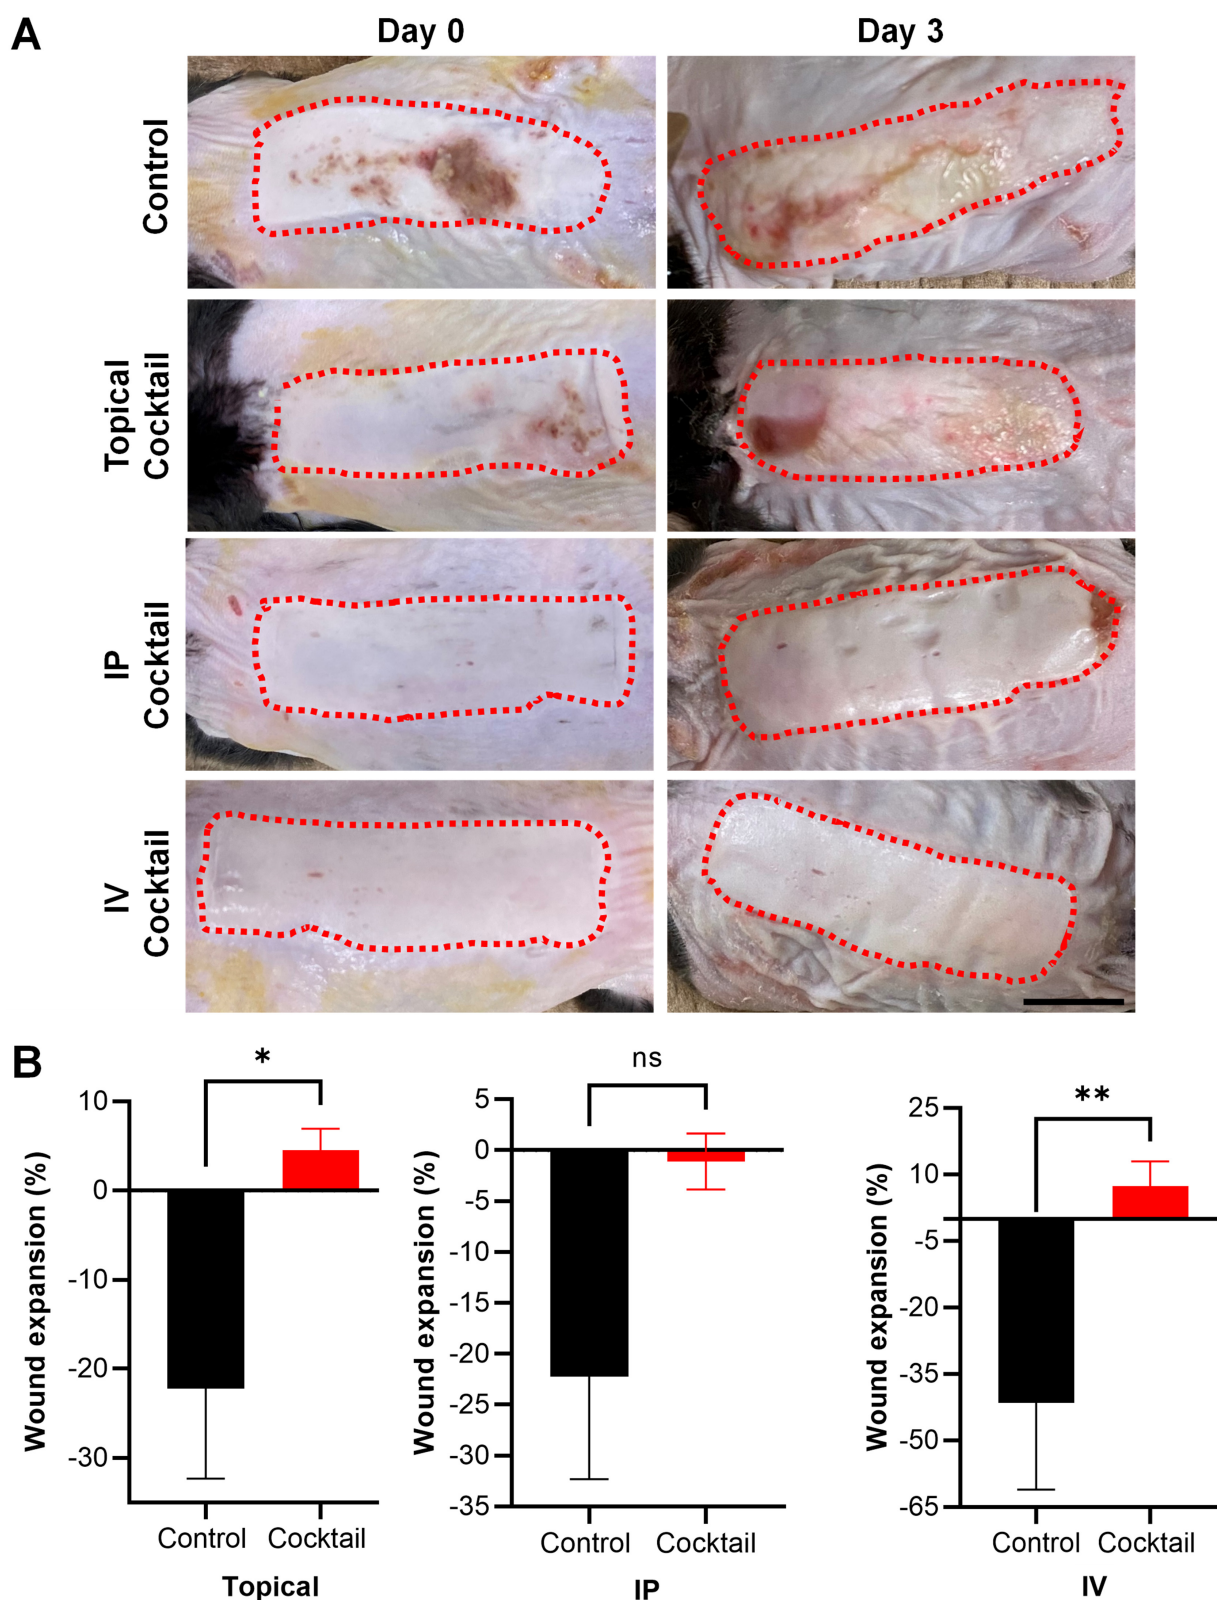 A
Day 0
Day 3
Control
Topical
Cocktail
IP
Cocktail
IV
Cocktail
B
*
Wound expansion (%)
10
0
-10
-20
-30
Control
Cocktail
Topical
ns
Wound expansion (%)
5
0
-5
-10
-15
-20
-25
-30
-35
Control
Cocktail
IP
**
Wound expansion (%)
25
10
-5
-20
-35
-50
-65
Control
Cocktail
IV